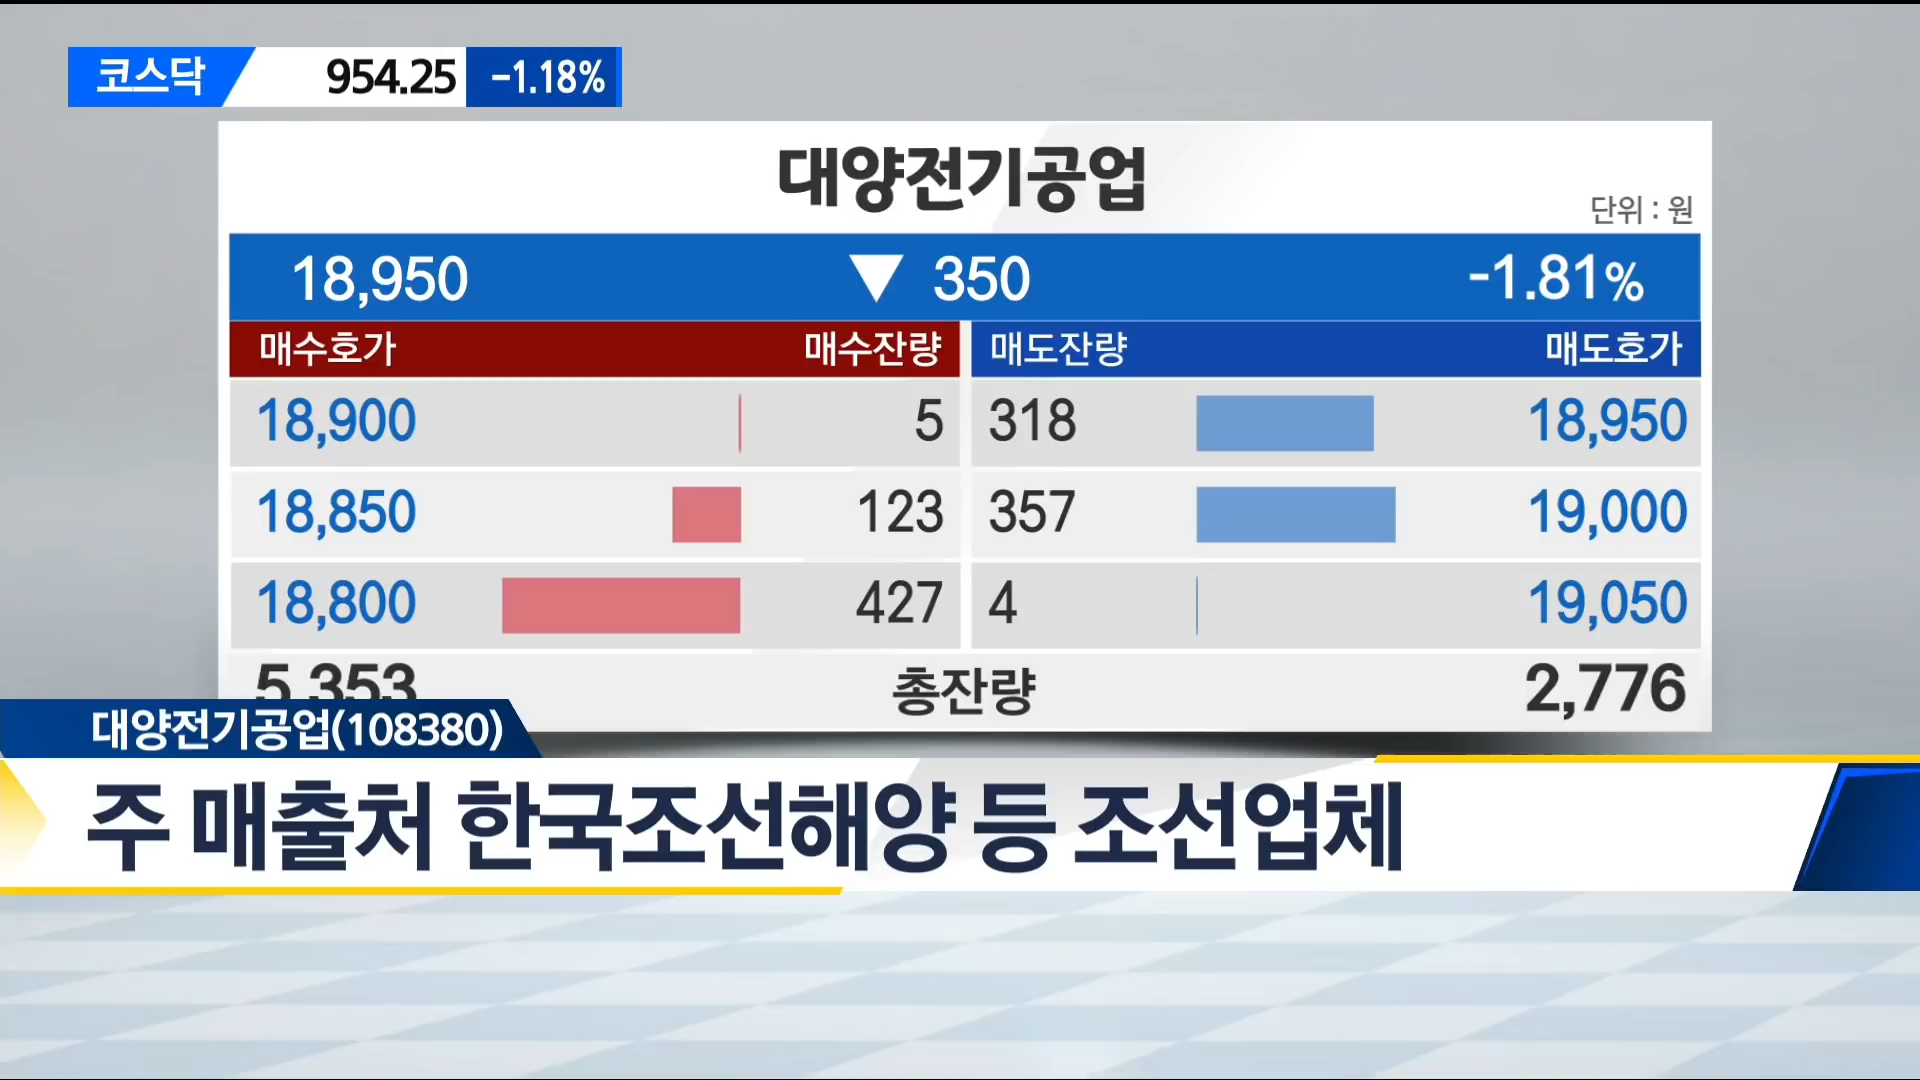 코스닥 954.25 -1.18%
대양전기공업
단위 : 원
18,950 ▼ 350 -1.81%
매수호가 매수잔량 매도잔량 매도호가
18,900 5 318 18,950
18,850 123 357 19,000
18,800 427 4 19,050
5,353 총잔량 2,776
대양전기공업(108380)
주 매출처 한국조선해양 등 조선업체